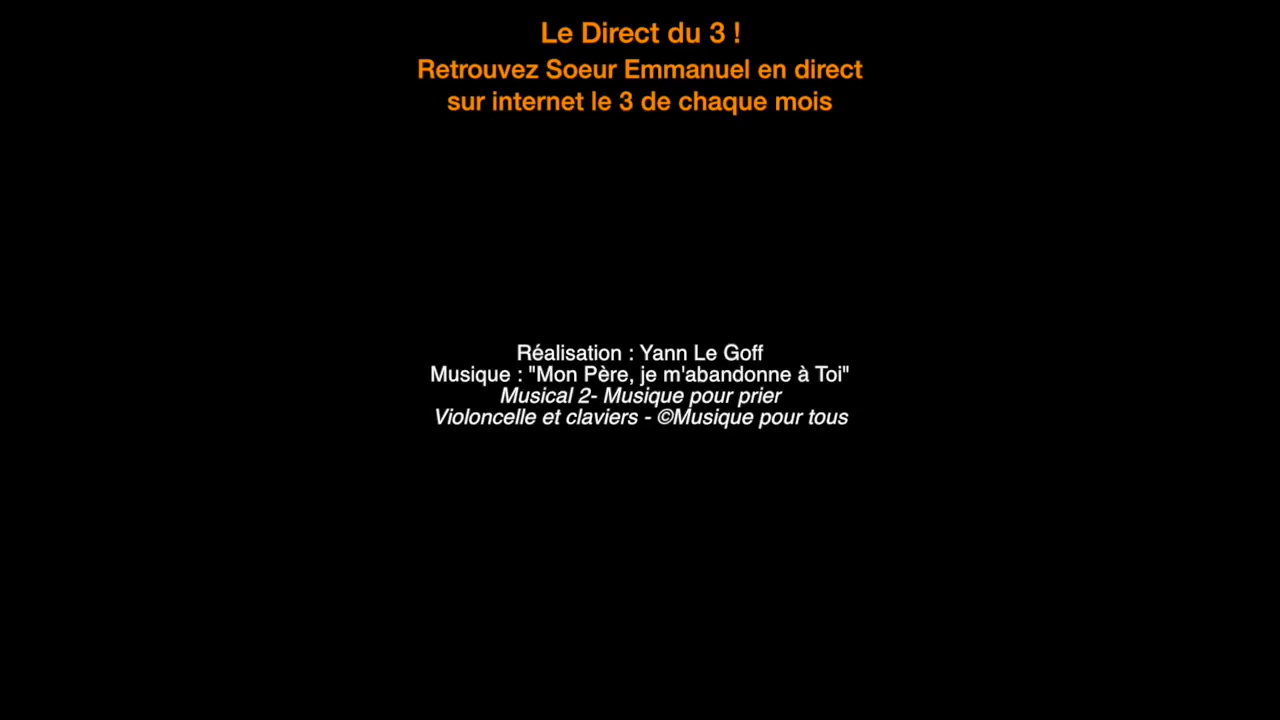 Le Direct du 3 !
Retrouvez Soeur Emmanuel en direct
sur internet le 3 de chaque mois
Réalisation : Yann Le Goff
Musique : "Mon Père, je m'abandonne à Toi"
Musical 2- Musique pour prier
Violoncelle et claviers - ©Musique pour tous